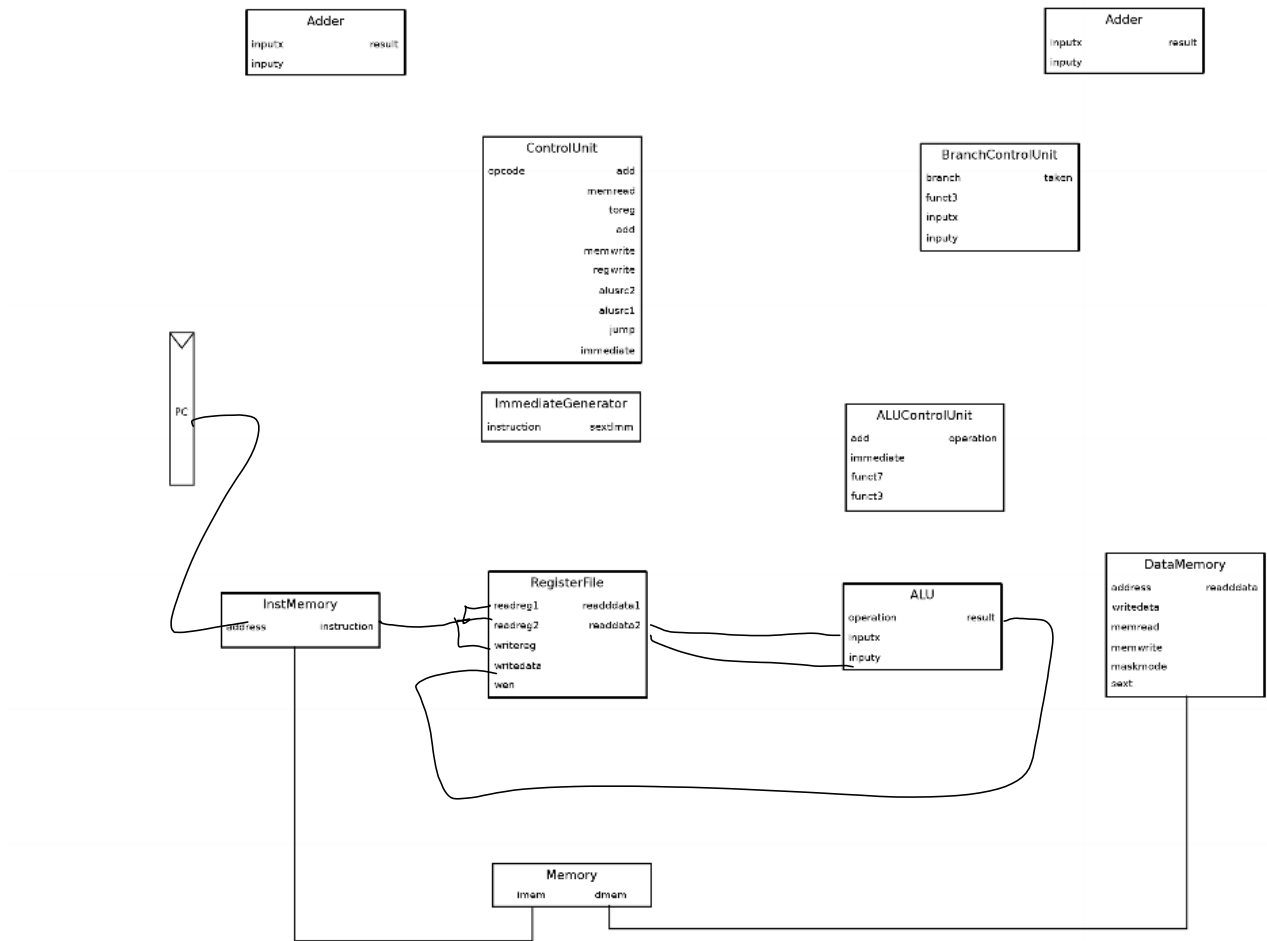 Adder
inputx result
inputy
Adder
inputx result
inputy
ControlUnit
opcode add
memread
toreg
add
memwrite
regwrite
alusrc2
alusrc1
jump
immediate
BranchControlUnit
branch taken
funct3
inputx
inputy
PC
ImmediateGenerator
instruction sextImm
ALUControlUnit
add operation
immediate
funct7
funct3
InstMemory
address instruction
RegisterFile
readreg1 readddata1
readreg2 readdata2
writereg
writedata
wen
ALU
operation result
inputx
inputy
DataMemory
address readddata
writedata
memread
memwrite
maskmode
sext
Memory
imem dmem